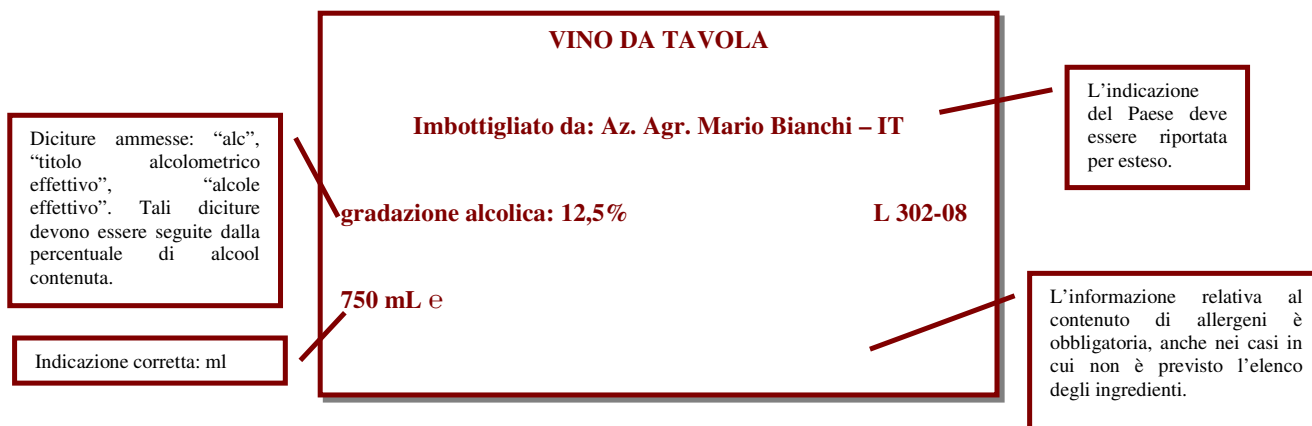 VINO DA TAVOLA
L’indicazione
del Paese deve
essere riportata
per esteso.
Imbottigliato da: Az. Agr. Mario Bianchi – IT
Diciture ammesse: “alc”,
“titolo alcolometrico
effettivo”, “alcole
effettivo”. Tali diciture
devono essere seguite dalla
percentuale di alcool
contenuta.
gradazione alcolica: 12,5% L 302-08
750 mL ℮
Indicazione corretta: ml
L’informazione relativa al
contenuto di allergeni è
obbligatoria, anche nei casi in
cui non è previsto l’elenco
degli ingredienti.